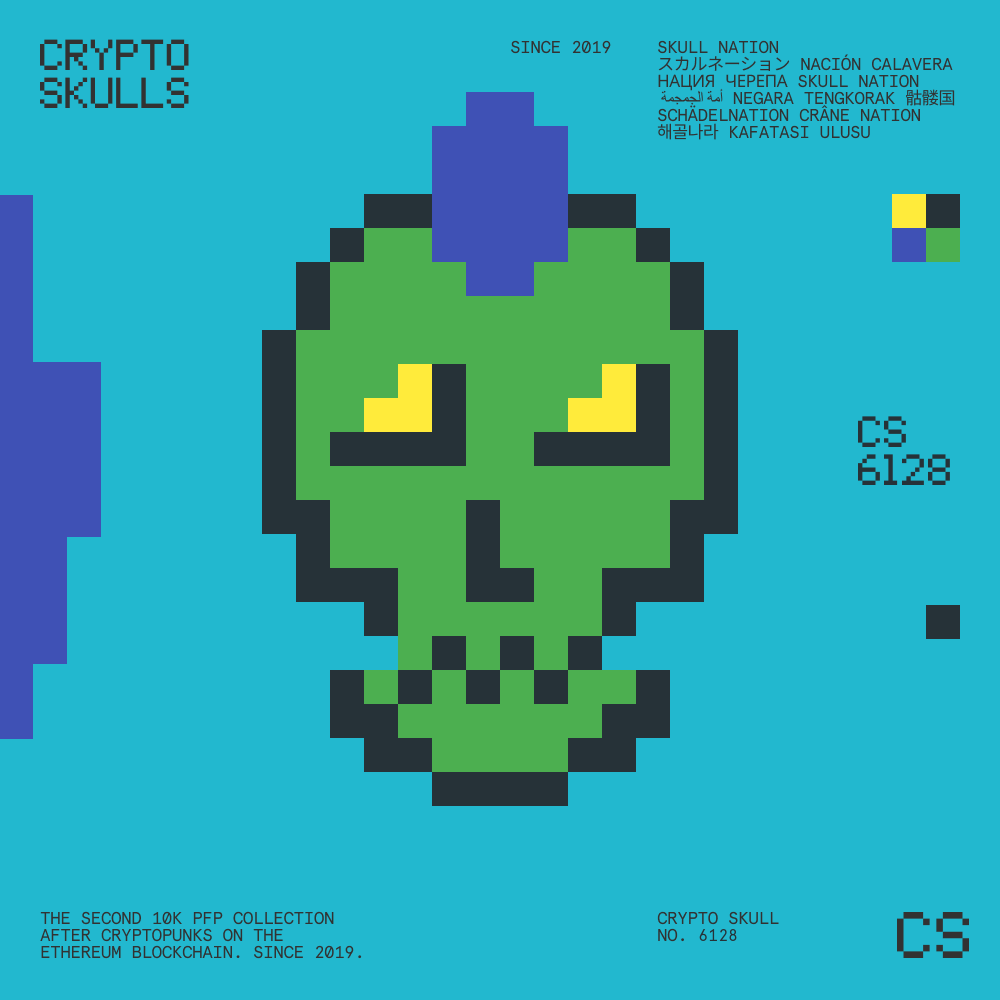 CRYPTO
SKULLS
SINCE 2019
SKULL NATION
スカルネーション NACIÓN CALAVERA
НАЦИЯ ЧЕРЕПА SKULL NATION
أمة الجمجمة NEGARA TENGKORAK 骷髅国
SCHÄDELNATION CRÂNE NATION
해골나라 KAFATASI ULUSU
CS
6128
THE SECOND 10K PFP COLLECTION
AFTER CRYPTOPUNKS ON THE
ETHEREUM BLOCKCHAIN. SINCE 2019.
CRYPTO SKULL
NO. 6128
CS